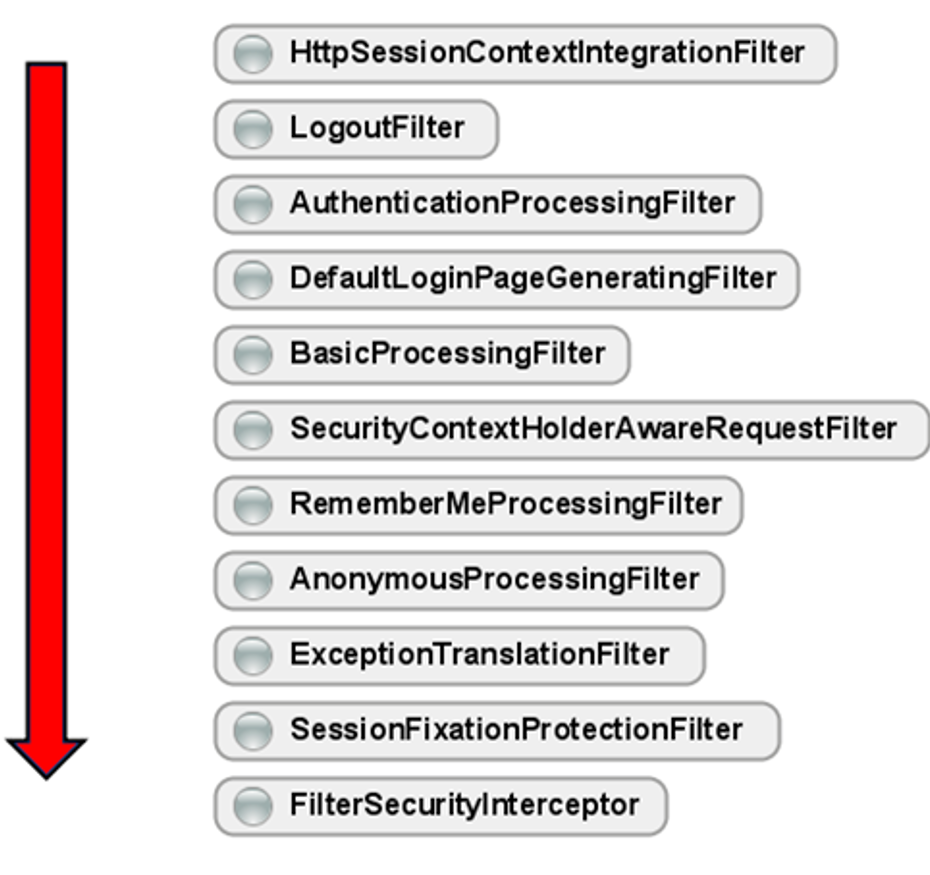 HttpSessionContextIntegrationFilter
LogoutFilter
AuthenticationProcessingFilter
DefaultLoginPageGeneratingFilter
BasicProcessingFilter
SecurityContextHolderAwareRequestFilter
RememberMeProcessingFilter
AnonymousProcessingFilter
ExceptionTranslationFilter
SessionFixationProtectionFilter
FilterSecurityInterceptor